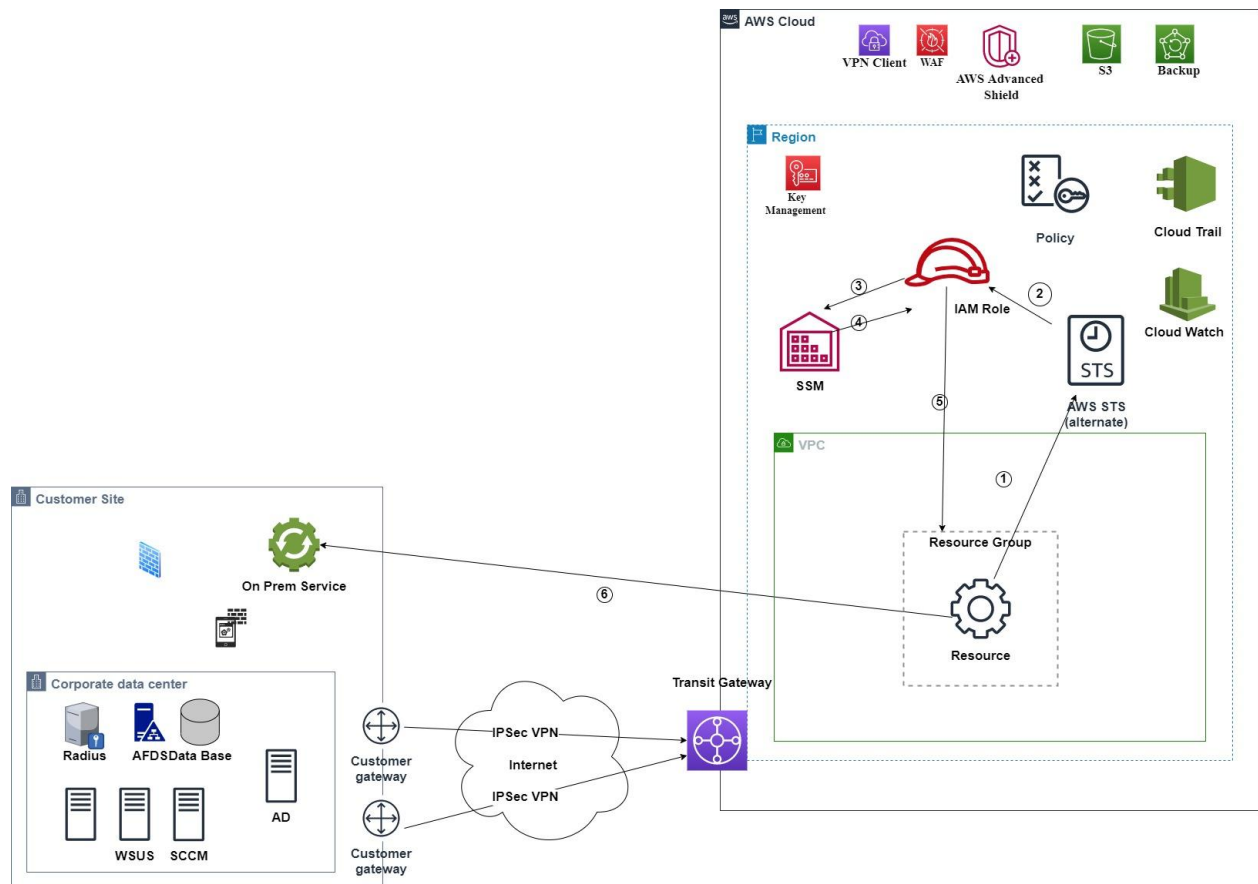 aws
AWS Cloud
VPN Client
WAF
AWS Advanced
Shield
S3
Backup
Region
Key
Management
Policy
Cloud Trail
IAM Role
Cloud Watch
SSM
STS
AWS STS
(alternate)
1
2
3
4
5
6
VPC
Resource Group
Resource
Customer Site
On Prem Service
Corporate data center
Radius
AFDS
Data Base
AD
WSUS
SCCM
Customer
gateway
Customer
gateway
IPSec VPN
Internet
IPSec VPN
Transit Gateway